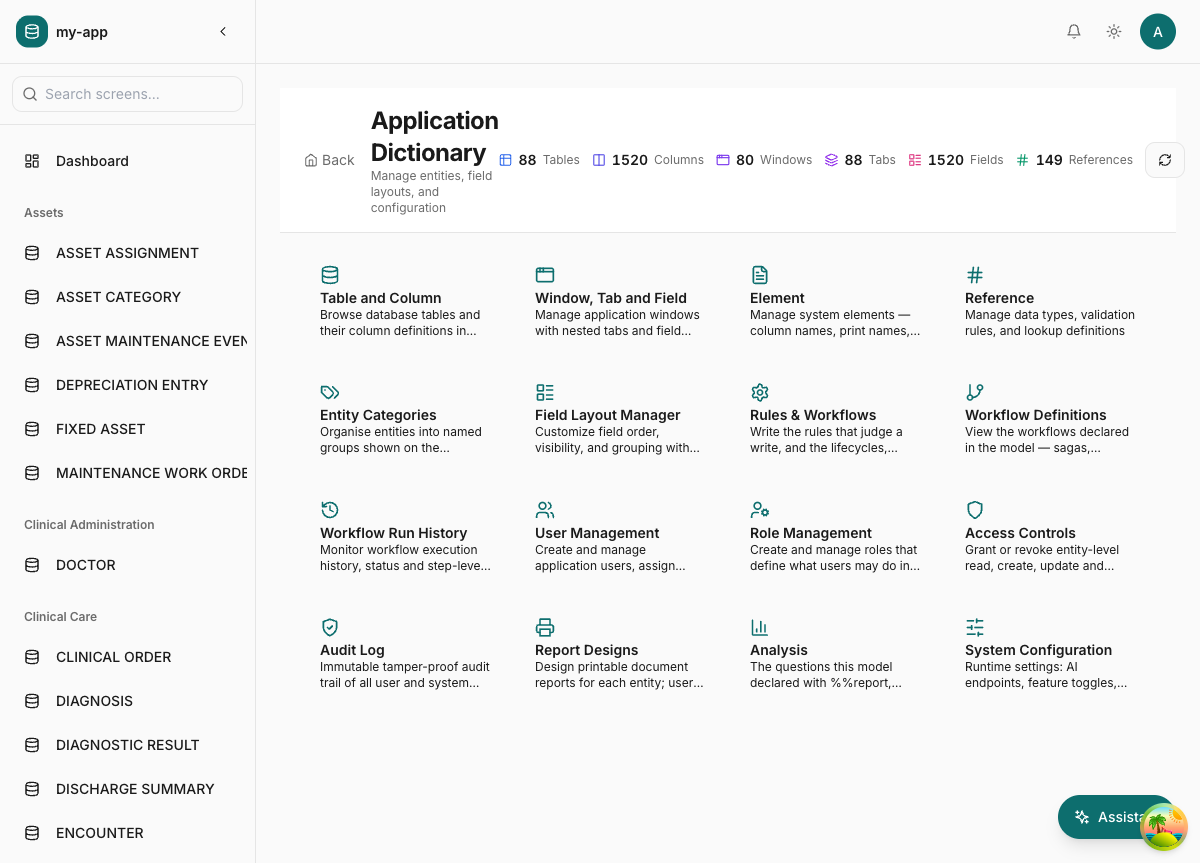 my-app
A
Search screens...
Dashboard
Assets
ASSET ASSIGNMENT
ASSET CATEGORY
ASSET MAINTENANCE EVEN
DEPRECIATION ENTRY
FIXED ASSET
MAINTENANCE WORK ORDE
Clinical Administration
DOCTOR
Clinical Care
CLINICAL ORDER
DIAGNOSIS
DIAGNOSTIC RESULT
DISCHARGE SUMMARY
ENCOUNTER
Back
Application
Dictionary
Manage entities, field
layouts, and
configuration
88 Tables
1520 Columns
80 Windows
88 Tabs
1520 Fields
149 References
Table and Column
Browse database tables and
their column definitions in...
Window, Tab and Field
Manage application windows
with nested tabs and field...
Element
Manage system elements —
column names, print names,...
Reference
Manage data types, validation
rules, and lookup definitions
Entity Categories
Organise entities into named
groups shown on the...
Field Layout Manager
Customize field order,
visibility, and grouping with...
Rules & Workflows
Write the rules that judge a
write, and the lifecycles,...
Workflow Definitions
View the workflows declared
in the model — sagas,...
Workflow Run History
Monitor workflow execution
history, status and step-leve...
User Management
Create and manage
application users, assign...
Role Management
Create and manage roles that
define what users may do in...
Access Controls
Grant or revoke entity-level
read, create, update and...
Audit Log
Immutable tamper-proof audit
trail of all user and system...
Report Designs
Design printable document
reports for each entity; user...
Analysis
The questions this model
declared with %%report,...
System Configuration
Runtime settings: AI
endpoints, feature toggles,...
Assista